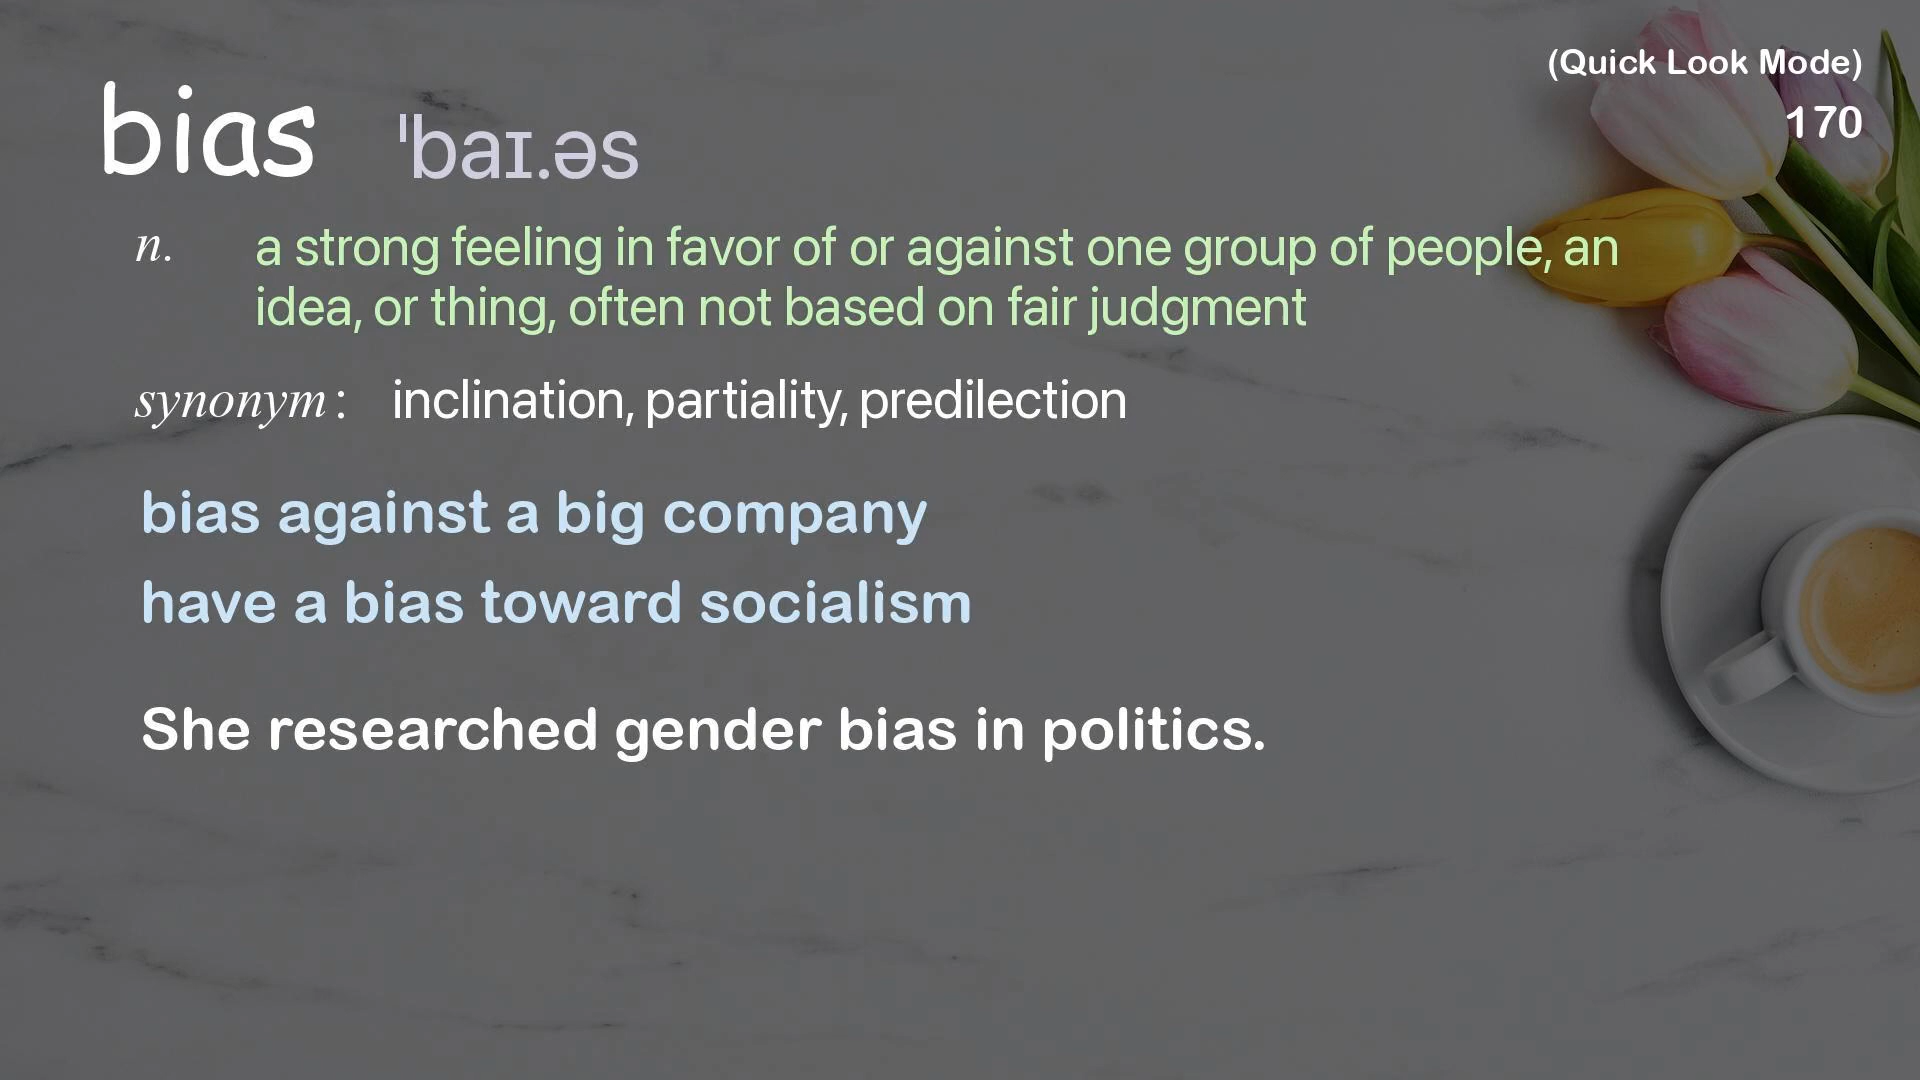 (Quick Look Mode)
170
bias ˈbaɪ.əs
n. a strong feeling in favor of or against one group of people, an
idea, or thing, often not based on fair judgment
synonym : inclination, partiality, predilection
bias against a big company
have a bias toward socialism
She researched gender bias in politics.